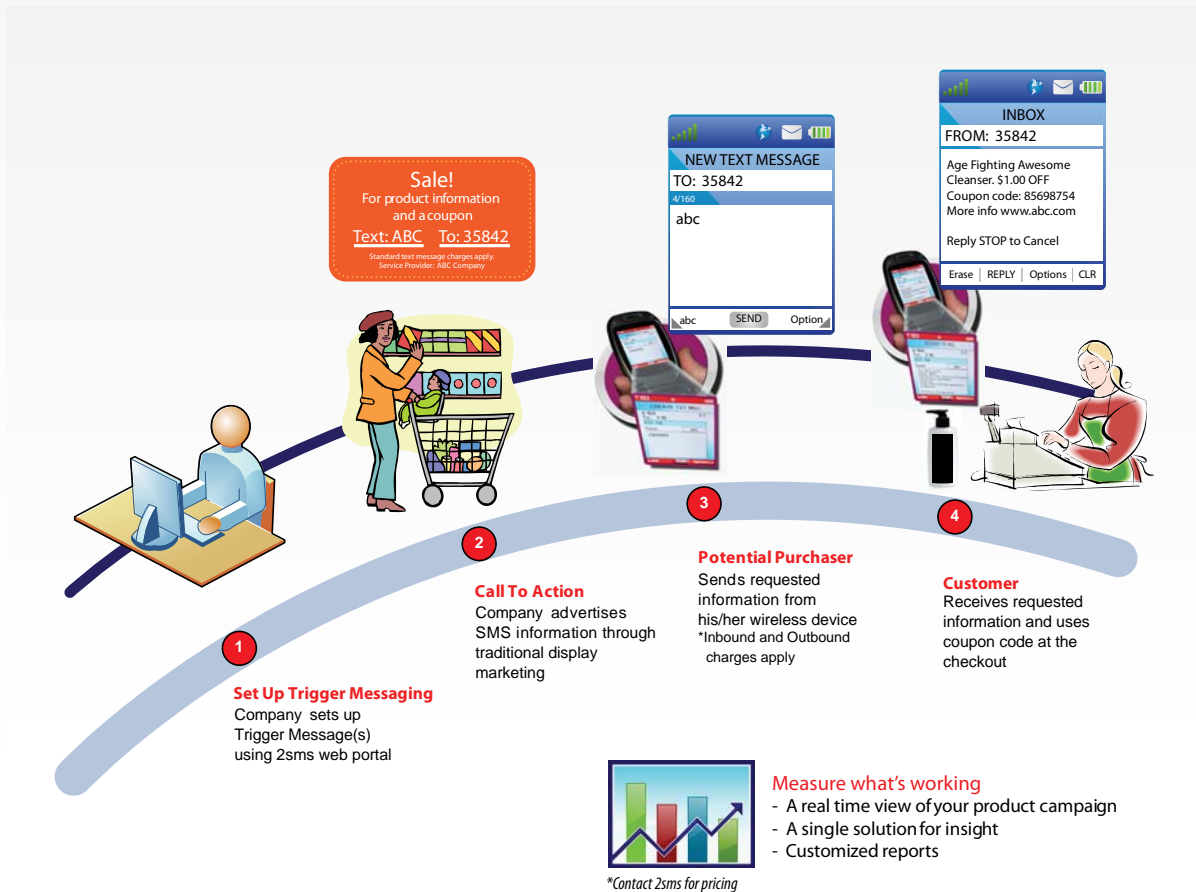 Sale!
For product information
and a coupon
Text: ABC To: 35842
Standard text message charges apply.
Service Provider: ABC Company
NEW TEXT MESSAGE
TO: 35842
4/160
abc
abc SEND Option
INBOX
FROM: 35842
Age Fighting Awesome
Cleanser. $1.00 OFF
Coupon code: 85698754
More info www.abc.com
Reply STOP to Cancel
Erase | REPLY | Options | CLR
1
Set Up Trigger Messaging
Company sets up
Trigger Message(s)
using 2sms web portal
2
Call To Action
Company advertises
SMS information through
traditional display
marketing
3
Potential Purchaser
Sends requested
information from
his/her wireless device
*Inbound and Outbound
charges apply
4
Customer
Receives requested
information and uses
coupon code at the
checkout
Measure what's working
- A real time view of your product campaign
- A single solution for insight
- Customized reports
*Contact 2sms for pricing